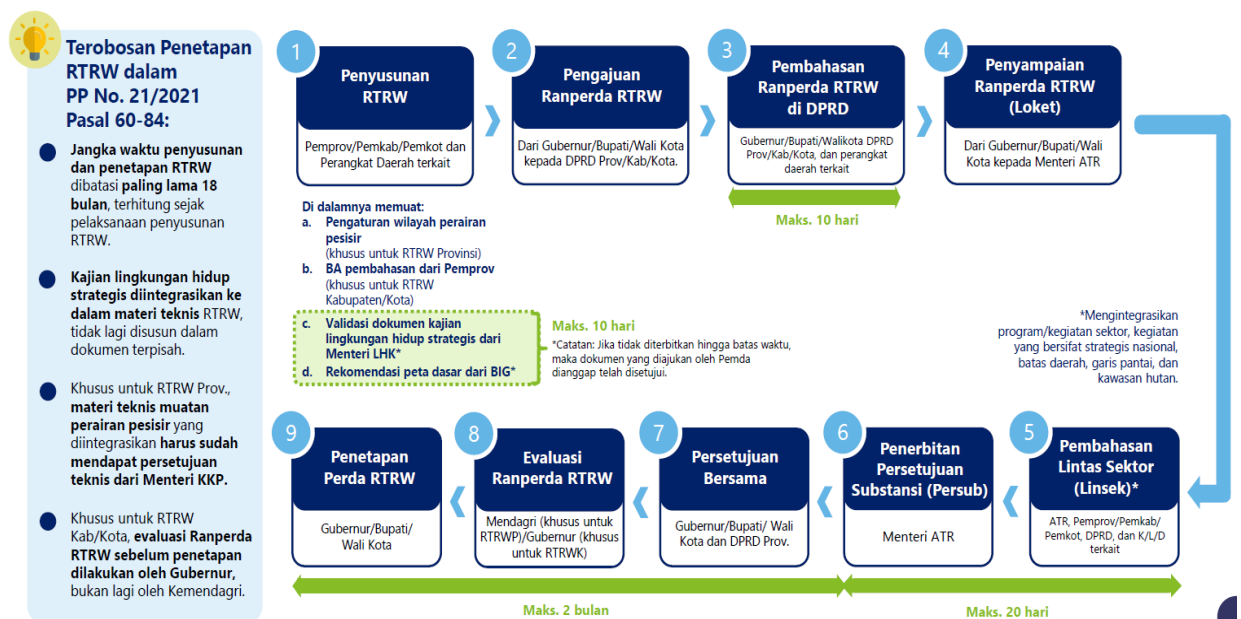 Terobosan Penetapan
RTRW dalam
PP No. 21/2021
Pasal 60-84:
Jangka waktu penyusunan
dan penetapan RTRW
dibatasi paling lama 18
bulan, terhitung sejak
pelaksanaan penyusunan
RTRW.
Kajian lingkungan hidup
strategis diintegrasikan ke
dalam materi teknis RTRW,
tidak lagi disusun dalam
dokumen terpisah.
Khusus untuk RTRW Prov.,
materi teknis muatan
perairan pesisir yang
diintegrasikan harus sudah
mendapat persetujuan
teknis dari Menteri KKP.
Khusus untuk RTRW
Kab/Kota, evaluasi Ranperda
RTRW sebelum penetapan
dilakukan oleh Gubernur,
bukan lagi oleh Kemendagri.
1
Penyusunan
RTRW
Pemprov/Pemkab/Pemkot dan
Perangkat Daerah terkait
2
Pengajuan
Ranperda RTRW
Dari Gubernur/Bupati/Wali Kota
kepada DPRD Prov/Kab/Kota.
3
Pembahasan
Ranperda RTRW
di DPRD
Gubernur/Bupati/Walikota DPRD
Prov/Kab/Kota, dan perangkat
daerah terkait
Maks. 10 hari
4
Penyampaian
Ranperda RTRW
(Loket)
Dari Gubernur/Bupati/Wali
Kota kepada Menteri ATR
Di dalamnya memuat:
a. Pengaturan wilayah perairan
pesisir
(khusus untuk RTRW Provinsi)
b. BA pembahasan dari Pemprov
(khusus untuk RTRW
Kabupaten/Kota)
c. Validasi dokumen kajian
lingkungan hidup strategis dari
Menteri LHK*
d. Rekomendasi peta dasar dari BIG*
Maks. 10 hari
*Catatan: Jika tidak diterbitkan hingga batas waktu,
maka dokumen yang diajukan oleh Pemda
dianggap telah disetujui.
*Mengintegrasikan
program/kegiatan sektor, kegiatan
yang bersifat strategis nasional,
batas daerah, garis pantai, dan
kawasan hutan.
5
Pembahasan
Lintas Sektor
(Linsek)*
ATR, Pemprov/Pemkab/
Pemkot, DPRD, dan K/L/D
terkait
6
Penerbitan
Persetujuan
Substansi (Persub)
Menteri ATR
Maks. 20 hari
7
Persetujuan
Bersama
Gubernur/Bupati/ Wali
Kota dan DPRD Prov.
8
Evaluasi
Ranperda RTRW
Mendagri (khusus untuk
RTRWP)/Gubernur (khusus
untuk RTRWK)
9
Penetapan
Perda RTRW
Gubernur/Bupati/
Wali Kota
Maks. 2 bulan